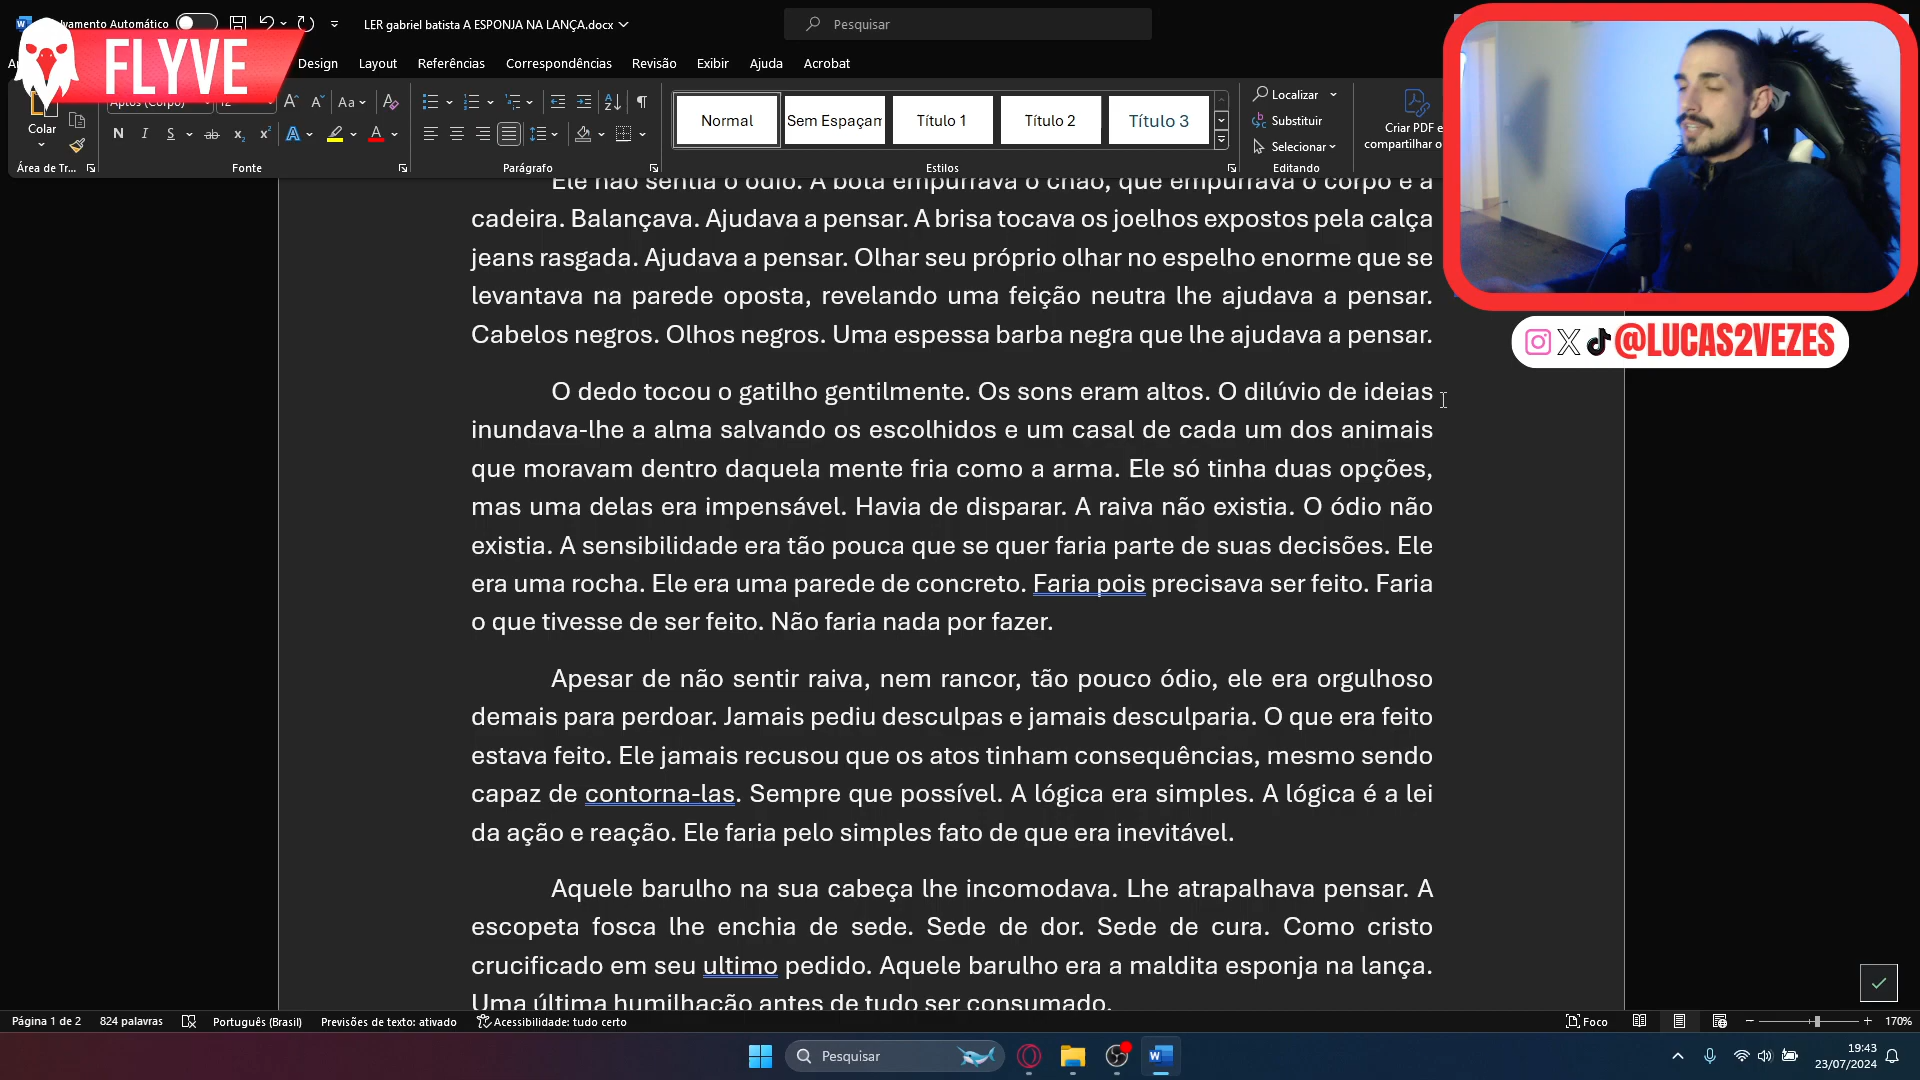 lvamento Automático
LER gabriel batista A ESPONJA NA LANÇA.docx
Pesquisar
FLYVE
Design
Layout
Referências
Correspondências
Revisão
Exibir
Ajuda
Acrobat
Colar
Aa
N I S ab x₂ x² A A
Normal
Sem Espaçam
Título 1
Título 2
Título 3
Localizar
Substituir
Selecionar
Criar PDF e
compartilhar o
Área de Tr...
Fonte
Parágrafo
Estilos
Editando
@LUCAS2VEZES
Ele não sentia o ódio. A bota empurrava o chão, que empurrava o corpo e a
cadeira. Balançava. Ajudava a pensar. A brisa tocava os joelhos expostos pela calça
jeans rasgada. Ajudava a pensar. Olhar seu próprio olhar no espelho enorme que se
levantava na parede oposta, revelando uma feição neutra lhe ajudava a pensar.
Cabelos negros. Olhos negros. Uma espessa barba negra que lhe ajudava a pensar.
O dedo tocou o gatilho gentilmente. Os sons eram altos. O dilúvio de ideias
inundava-lhe a alma salvando os escolhidos e um casal de cada um dos animais
que moravam dentro daquela mente fria como a arma. Ele só tinha duas opções,
mas uma delas era impensável. Havia de disparar. A raiva não existia. O ódio não
existia. A sensibilidade era tão pouca que se quer faria parte de suas decisões. Ele
era uma rocha. Ele era uma parede de concreto. Faria pois precisava ser feito. Faria
o que tivesse de ser feito. Não faria nada por fazer.
Apesar de não sentir raiva, nem rancor, tão pouco ódio, ele era orgulhoso
demais para perdoar. Jamais pediu desculpas e jamais desculparia. O que era feito
estava feito. Ele jamais recusou que os atos tinham consequências, mesmo sendo
capaz de contorna-las. Sempre que possível. A lógica era simples. A lógica é a lei
da ação e reação. Ele faria pelo simples fato de que era inevitável.
Aquele barulho na sua cabeça lhe incomodava. Lhe atrapalhava pensar. A
escopeta fosca lhe enchia de sede. Sede de dor. Sede de cura. Como cristo
crucificado em seu ultimo pedido. Aquele barulho era a maldita esponja na lança.
Uma última humilhação antes de tudo ser consumado.
Página 1 de 2
824 palavras
Português (Brasil)
Previsões de texto: ativado
Acessibilidade: tudo certo
Foco
170%
Pesquisar
19:43
23/07/2024